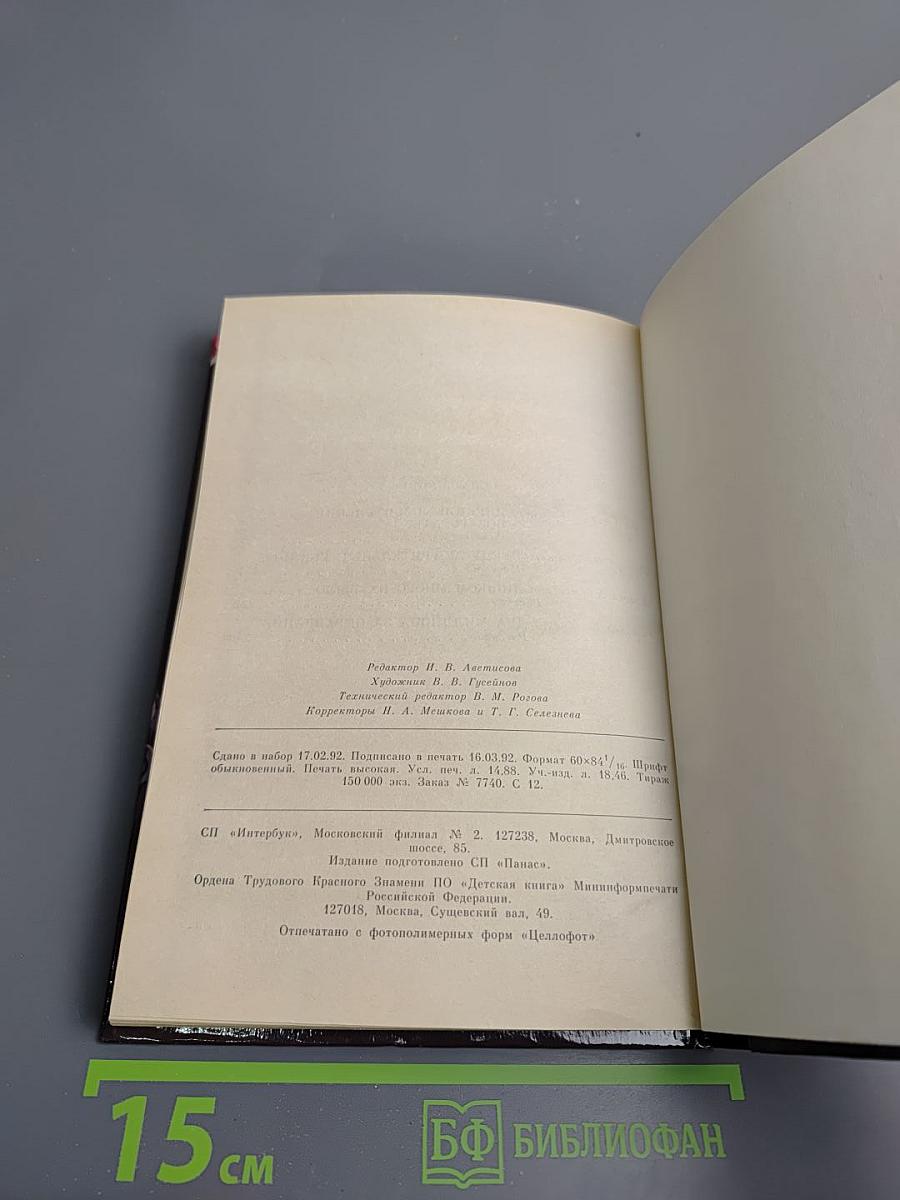 Редактор И. В. Аветисова
Художник В. В. Гусейнов
Технический редактор В. М. Рогова
Корректоры Н. А. Мешкова и Т. Г. Селезнева
Сдано в набор 17.02.92. Подписано в печать 16.03.92. Формат 60×84¹/₁₆. Шрифт
обыкновенный. Печать высокая. Усл. печ. л. 14,88. Уч.-изд. л. 18,46. Тираж
150 000 экз. Заказ № 7740. С 12.
СП «Интербук», Московский филиал № 2. 127238, Москва, Дмитровское
шоссе, 85.
Издание подготовлено СП «Панас».
Ордена Трудового Красного Знамени ПО «Детская книга» Мининформпечати
Российской Федерации.
127018, Москва, Сущевский вал, 49.
Отпечатано с фотополимерных форм «Целлофот»
15 см
БФ БИБЛИОФАН